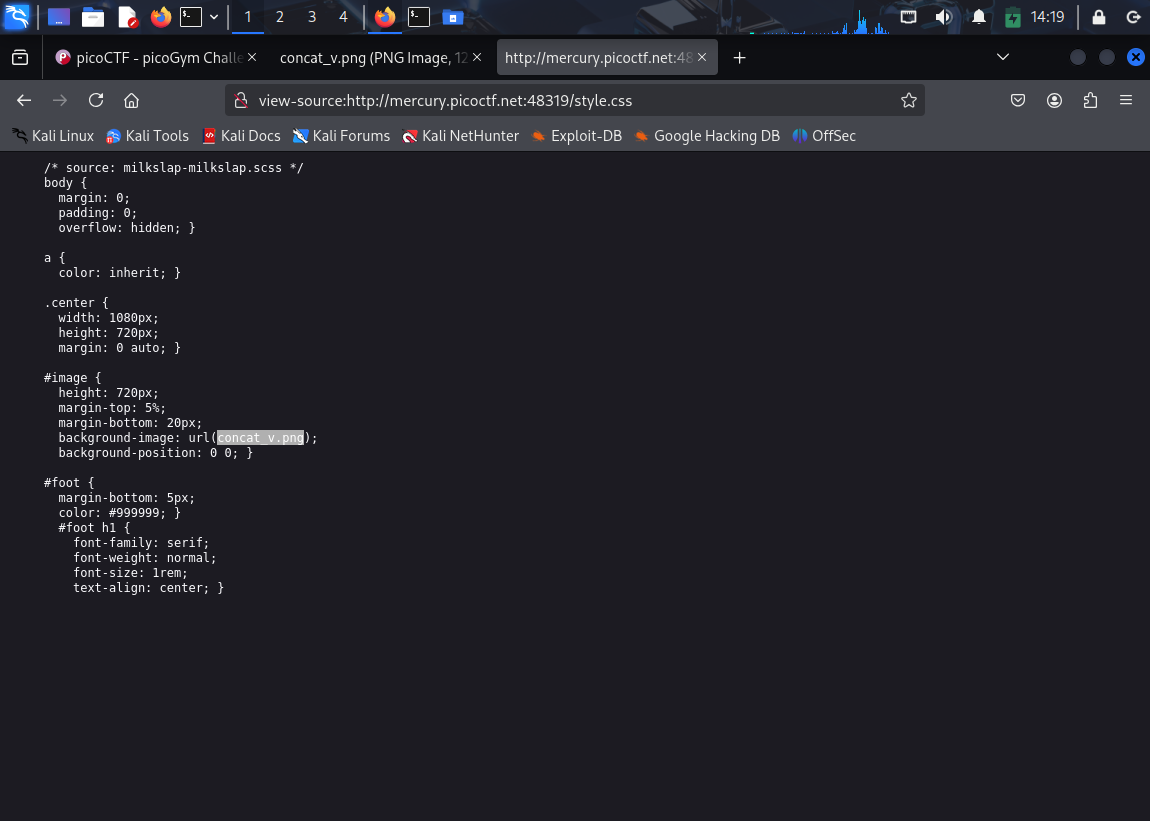 1 2 3 4 14:19
picoCTF - picoGym Challe concat_v.png (PNG Image, 12 http://mercury.picoctf.net:48
view-source:http://mercury.picoctf.net:48319/style.css
Kali Linux Kali Tools Kali Docs Kali Forums Kali NetHunter Exploit-DB Google Hacking DB OffSec
/* source: milkslap-milkslap.scss */
body {
  margin: 0;
  padding: 0;
  overflow: hidden; }

a {
  color: inherit; }

.center {
  width: 1080px;
  height: 720px;
  margin: 0 auto; }

#image {
  height: 720px;
  margin-top: 5%;
  margin-bottom: 20px;
  background-image: url(concat_v.png);
  background-position: 0 0; }

#foot {
  margin-bottom: 5px;
  color: #999999; }
  #foot h1 {
    font-family: serif;
    font-weight: normal;
    font-size: 1rem;
    text-align: center; }